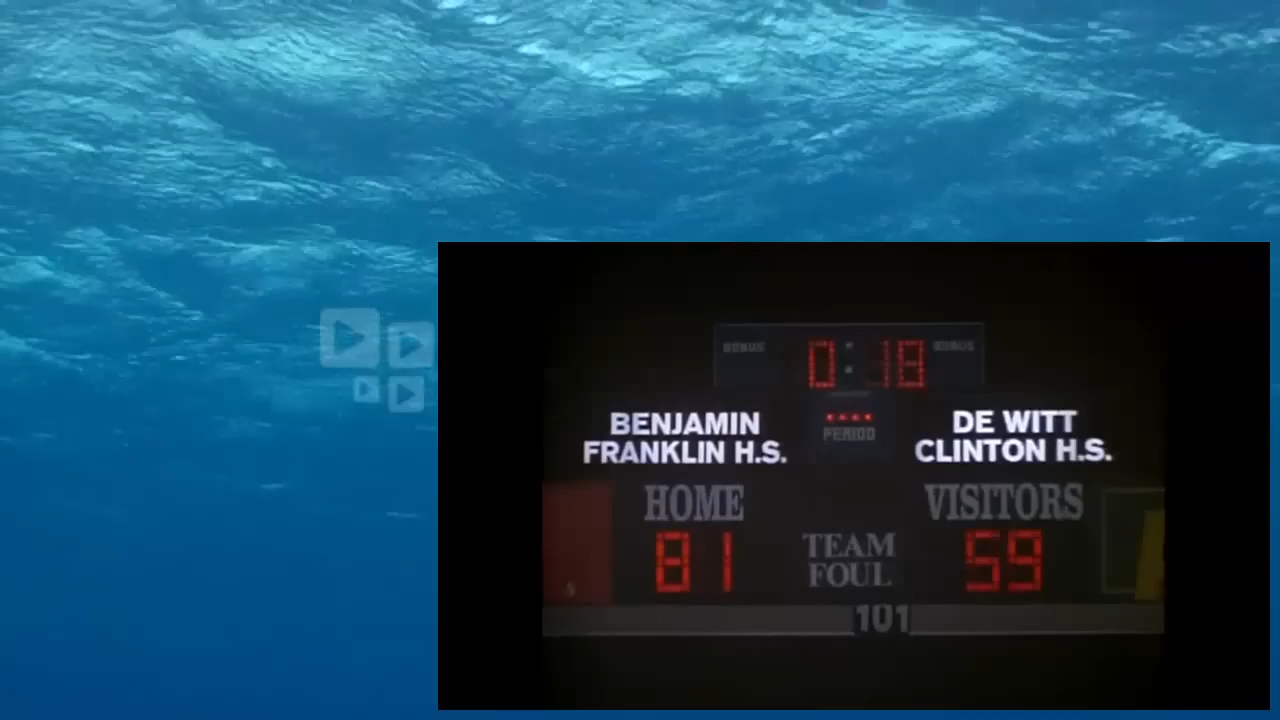 BONUS 0:18 BONUS
BENJAMIN
FRANKLIN H.S.
PERIOD
DE WITT
CLINTON H.S.
HOME
VISITORS
81
TEAM
FOUL
59
101